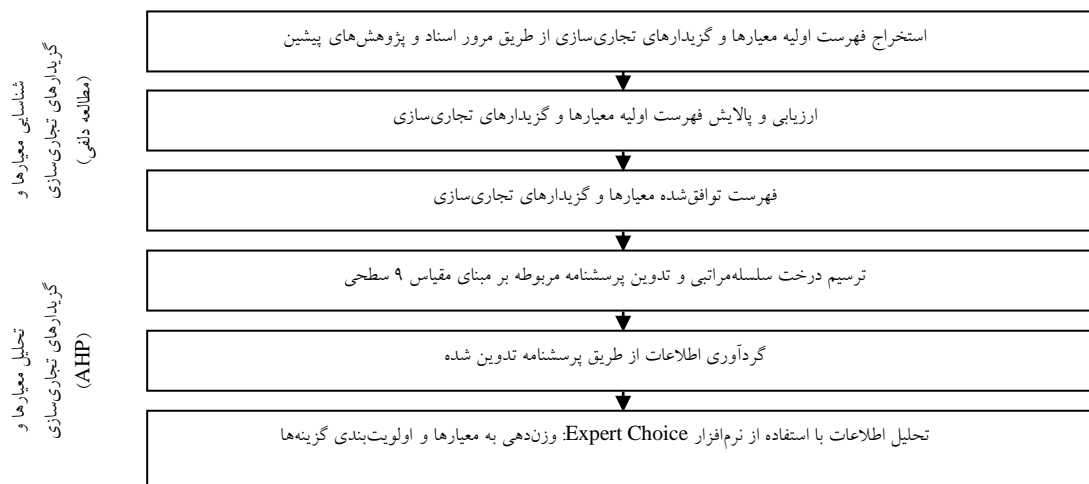 استخراج فهرست اولیه معیارها و گزیدارهای تجاری‌سازی از طریق مرور اسناد و پژوهش‌های پیشین
ارزیابی و پالایش فهرست اولیه معیارها و گزیدارهای تجاری‌سازی
فهرست توافق‌شده معیارها و گزیدارهای تجاری‌سازی
شناسایی معیارها و
گزیدارهای تجاری‌سازی
(مطالعه دلفی)
ترسیم درخت سلسله‌مراتبی و تدوین پرسشنامه مربوطه بر مبنای مقیاس ۹ سطحی
گردآوری اطلاعات از طریق پرسشنامه تدوین شده
تحلیل اطلاعات با استفاده از نرم‌افزار Expert Choice: وزن‌دهی به معیارها و اولویت‌بندی گزینه‌ها
تحلیل معیارها و
گزیدارهای تجاری‌سازی
(AHP)